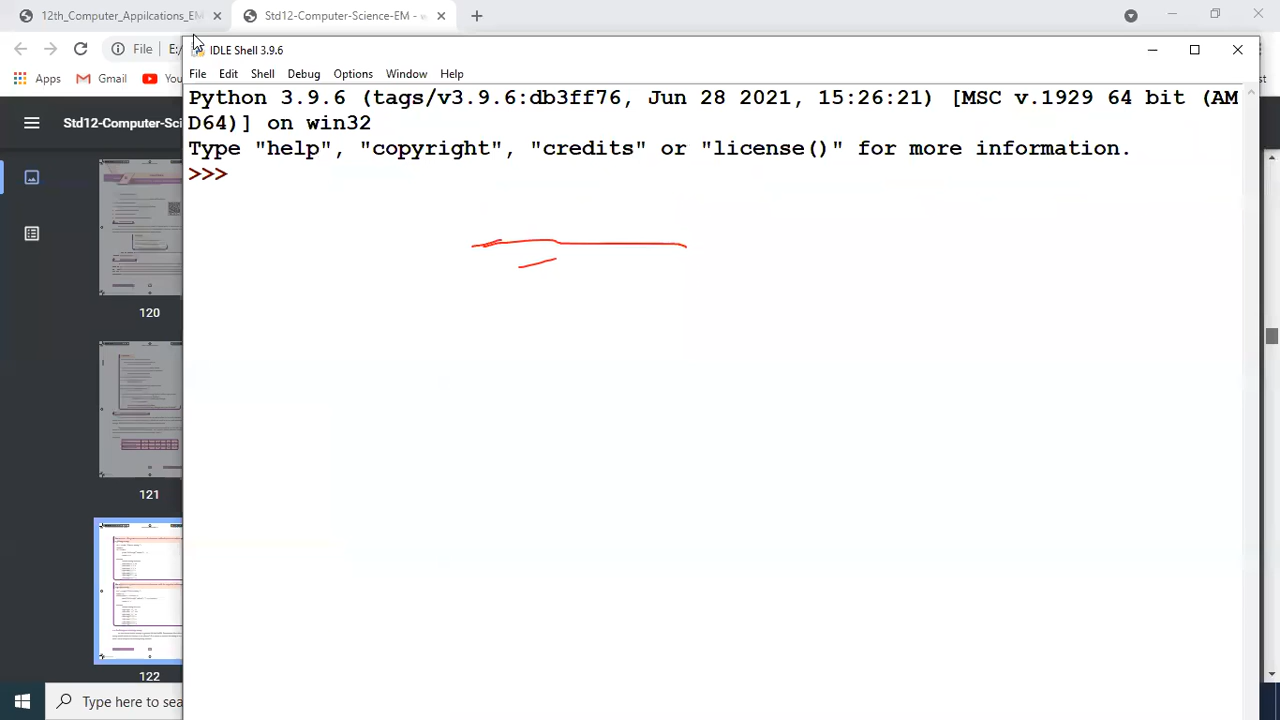 12th_Computer_Appilcations_EM
Std12-Computer-Science-EM - w
File E:/
IDLE Shell 3.9.6
Apps Gmail
File Edit Shell Debug Options Window Help
Python 3.9.6 (tags/v3.9.6:db3ff76, Jun 28 2021, 15:26:21) [MSC v.1929 64 bit (AM
D64)] on win32
Type "help", "copyright", "credits" or "license()" for more information.
>>>
Std12-Computer-Sci
120
121
122
Type here to sea